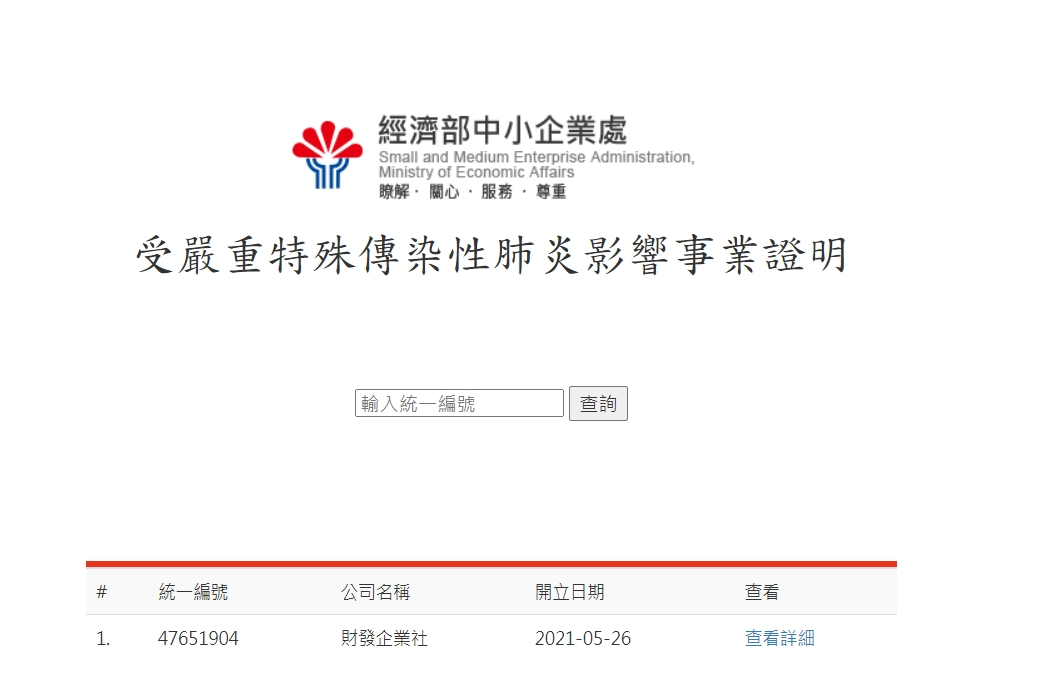 經濟部中小企業處
Small and Medium Enterprise Administration,
Ministry of Economic Affairs
瞭解 · 關心 · 服務 · 尊重
受嚴重特殊傳染性肺炎影響事業證明
輸入統一編號 查詢
# 統一編號 公司名稱 開立日期 查看
1. 47651904 財發企業社 2021-05-26 查看詳細